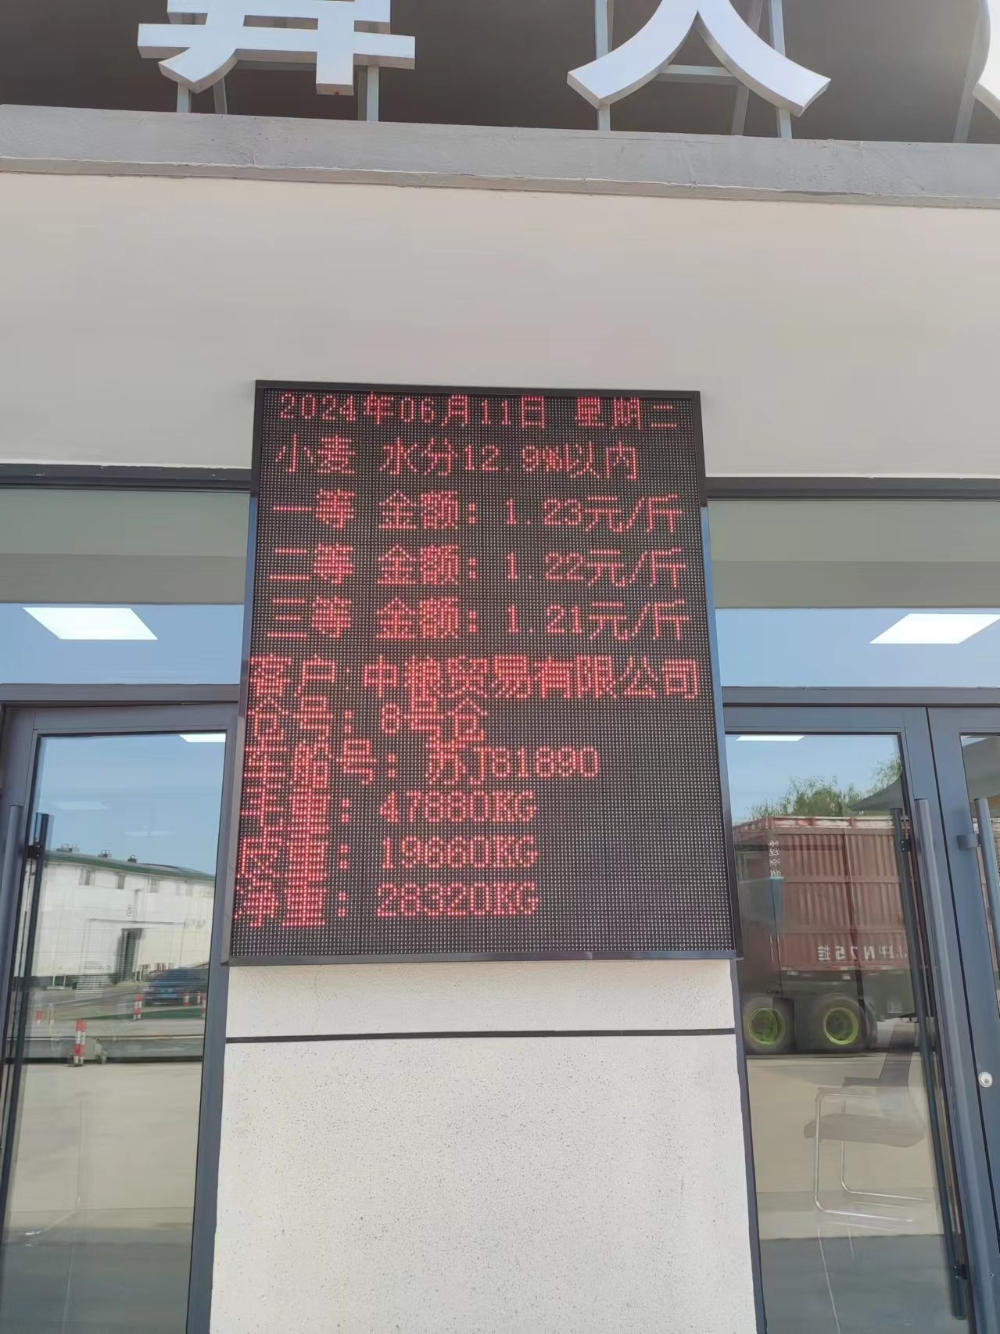 2024年06月11日 星期二
小麦 水分12.9%以内
一等 金额：1.23元/斤
二等 金额：1.22元/斤
三等 金额：1.21元/斤
客户:中粮贸易有限公司
仓号：8号仓
车船号：苏J81890
毛重：47980KG
皮重：19660KG
净重：28320KG